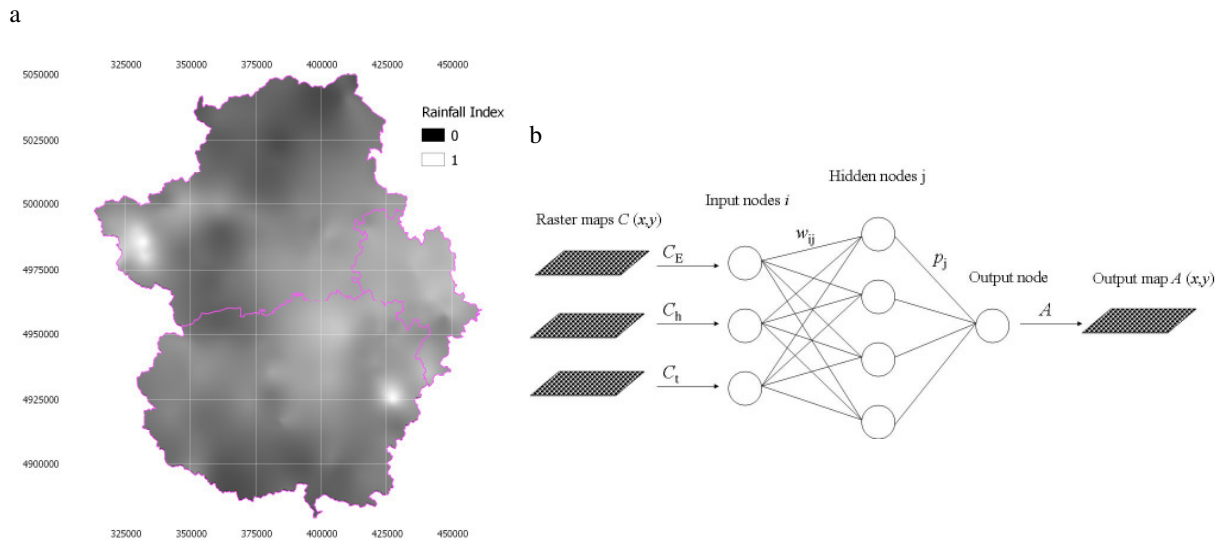 a
325000 350000 375000 400000 425000 450000
5050000
5025000
5000000
4975000
4950000
4925000
4900000
325000 350000 375000 400000 425000 450000
Rainfall Index
0
1
b
Raster maps C (x,y)
Input nodes i
Hidden nodes j
Output node
Output map A (x,y)
C_E
C_h
C_t
w_ij
p_j
A